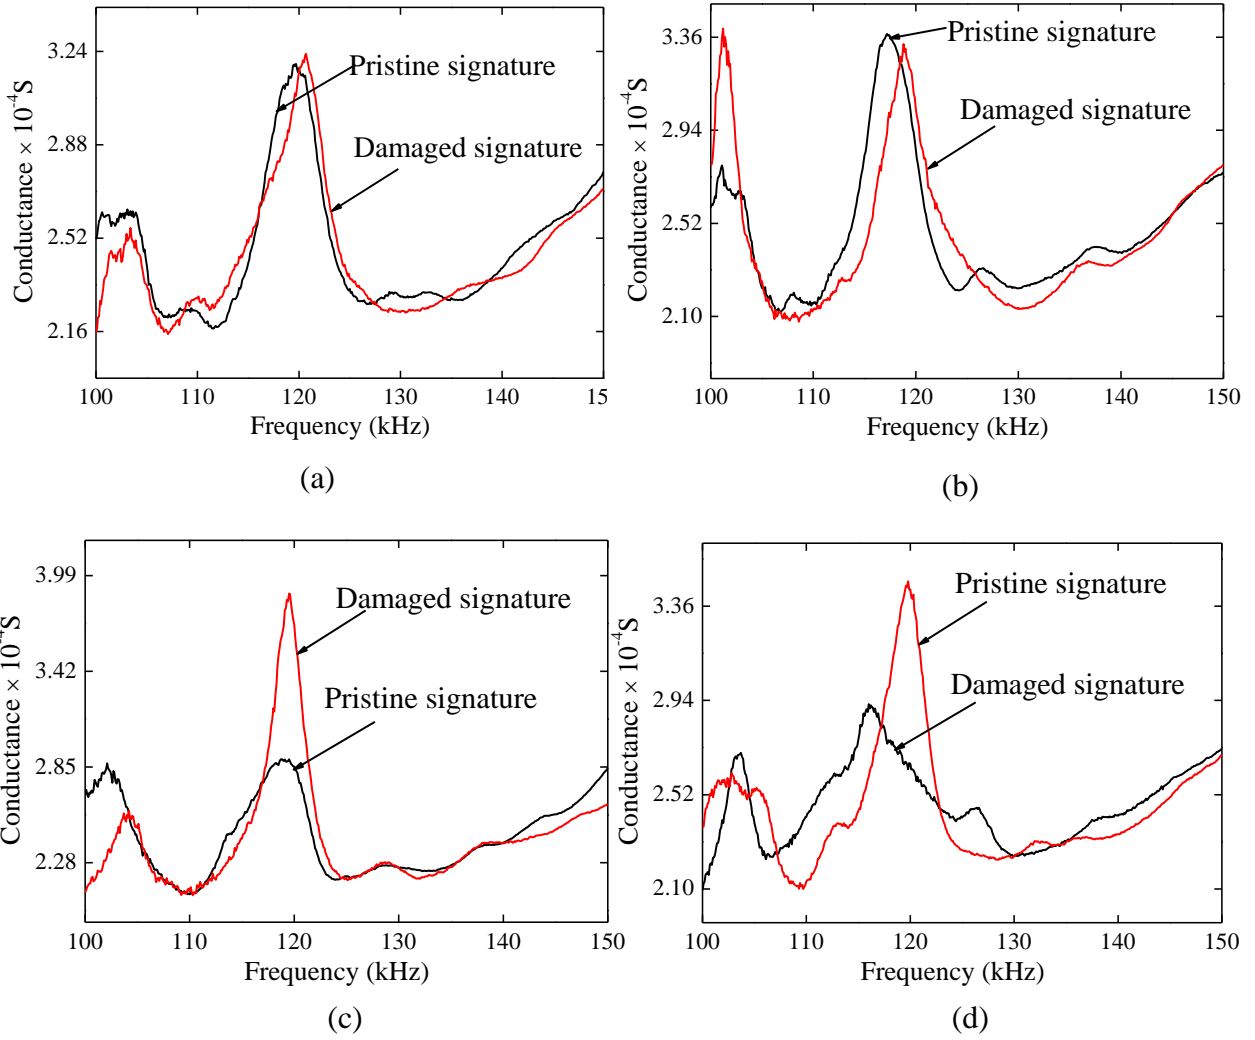 3.24
2.88
2.52
2.16
Conductance × 10⁻⁴S
Pristine signature
Damaged signature
100 110 120 130 140 15
Frequency (kHz)
(a)
3.36
2.94
2.52
2.10
Conductance × 10⁻⁴S
Pristine signature
Damaged signature
100 110 120 130 140 150
Frequency (kHz)
(b)
3.99
3.42
2.85
2.28
Conductance × 10⁻⁴S
Damaged signature
Pristine signature
100 110 120 130 140 150
Frequency (kHz)
(c)
3.36
2.94
2.52
2.10
Conductance × 10⁻⁴S
Pristine signature
Damaged signature
100 110 120 130 140 150
Frequency (kHz)
(d)